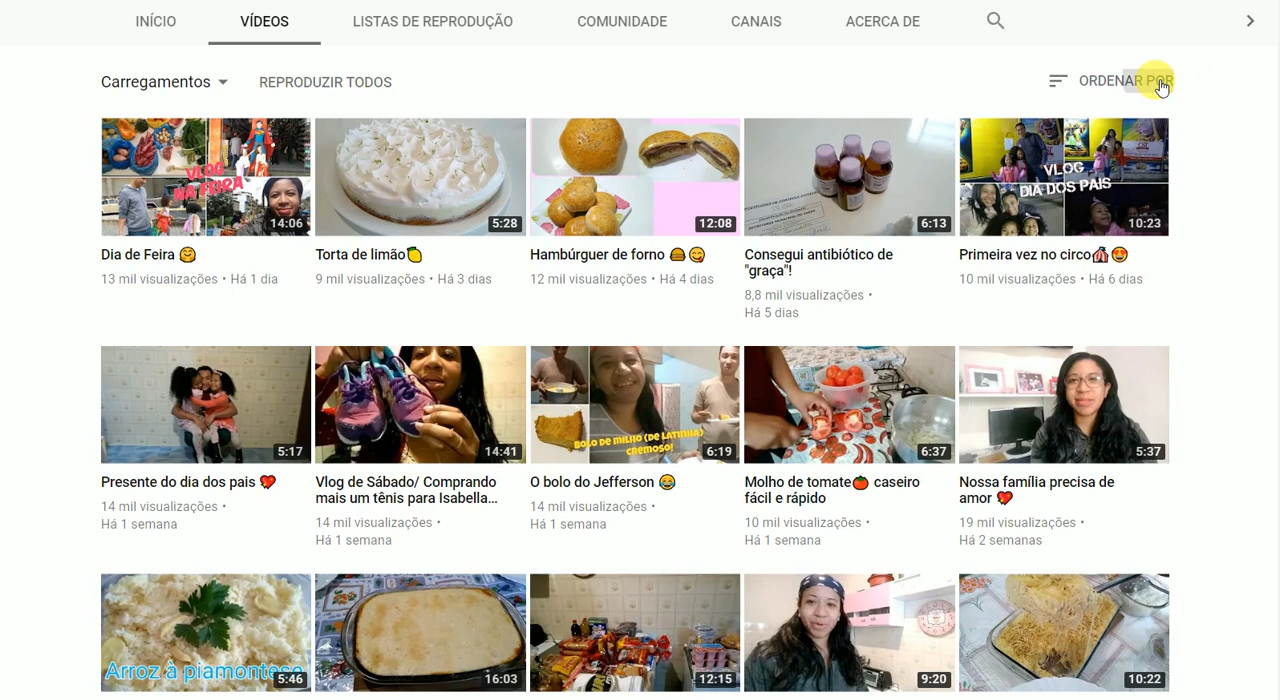 INÍCIO VÍDEOS LISTAS DE REPRODUÇÃO COMUNIDADE CANAIS ACERCA DE
Carregamentos REPRODUZIR TODOS ORDENAR POR
VLOG
NA FEIRA
14:06
5:28
12:08
6:13
VLOG
DIA DOS PAIS
10:23
Dia de Feira 🤗
13 mil visualizações • Há 1 dia
Torta de limão🍋
9 mil visualizações • Há 3 dias
Hambúrguer de forno 🍔😋
12 mil visualizações • Há 4 dias
Consegui antibiótico de
"graça"!
8,8 mil visualizações •
Há 5 dias
Primeira vez no circo🎪😍
10 mil visualizações • Há 6 dias
5:17
14:41
BOLO DE MILHO (DE LATINHA)
CREMOSO!
6:19
6:37
5:37
Presente do dia dos pais 💖
14 mil visualizações •
Há 1 semana
Vlog de Sábado/ Comprando
mais um tênis para Isabella...
14 mil visualizações •
Há 1 semana
O bolo do Jefferson 😂
14 mil visualizações •
Há 1 semana
Molho de tomate🍅 caseiro
fácil e rápido
10 mil visualizações •
Há 1 semana
Nossa família precisa de
amor 💖
19 mil visualizações •
Há 2 semanas
Arroz à piamontese
5:46
16:03
12:15
9:20
10:22